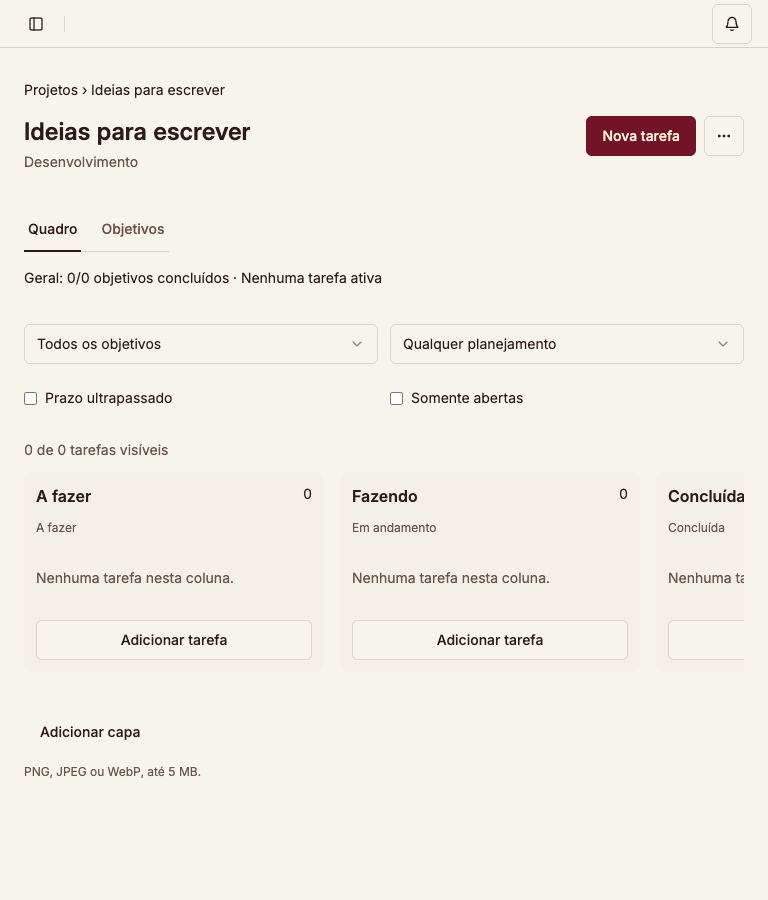 Projetos › Ideias para escrever
Ideias para escrever
Nova tarefa
Desenvolvimento
Quadro
Objetivos
Geral: 0/0 objetivos concluídos · Nenhuma tarefa ativa
Todos os objetivos
Qualquer planejamento
Prazo ultrapassado
Somente abertas
0 de 0 tarefas visíveis
A fazer
0
A fazer
Nenhuma tarefa nesta coluna.
Adicionar tarefa
Fazendo
0
Em andamento
Nenhuma tarefa nesta coluna.
Adicionar tarefa
Concluída
Concluída
Nenhuma
Adicionar capa
PNG, JPEG ou WebP, até 5 MB.